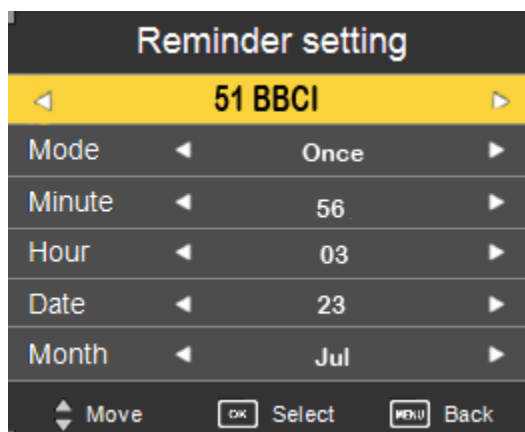 Reminder setting
51 BBCI
Mode Once
Minute 56
Hour 03
Date 23
Month Jul
Move OK Select MENU Back